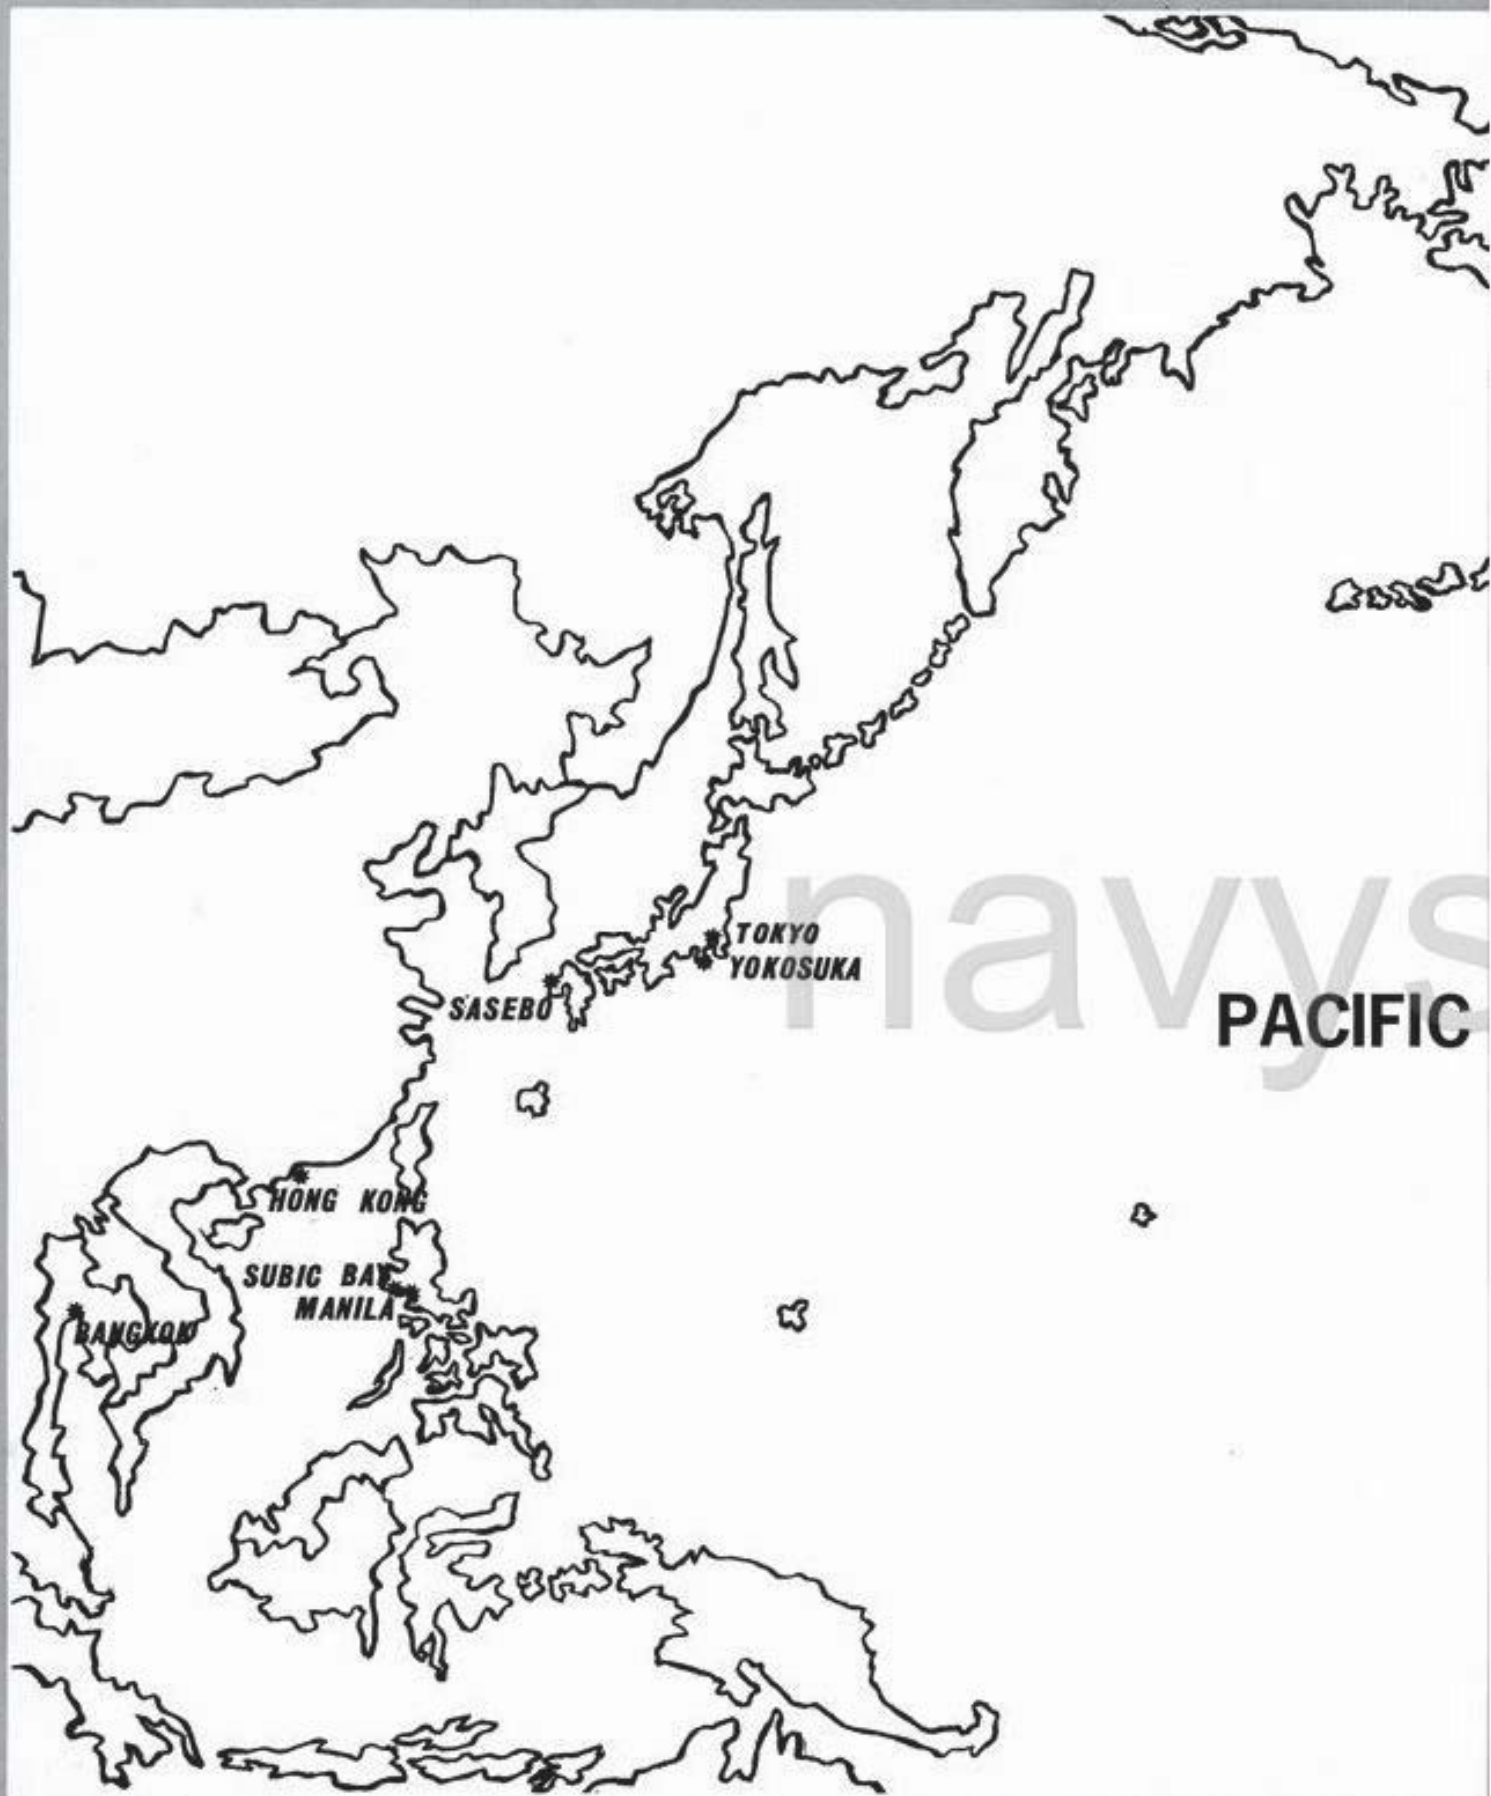 TOKYO
YOKOSUKA
SASEBO
navys
PACIFIC
HONG KONG
SUBIC BAY
MANILA
BANGKOK